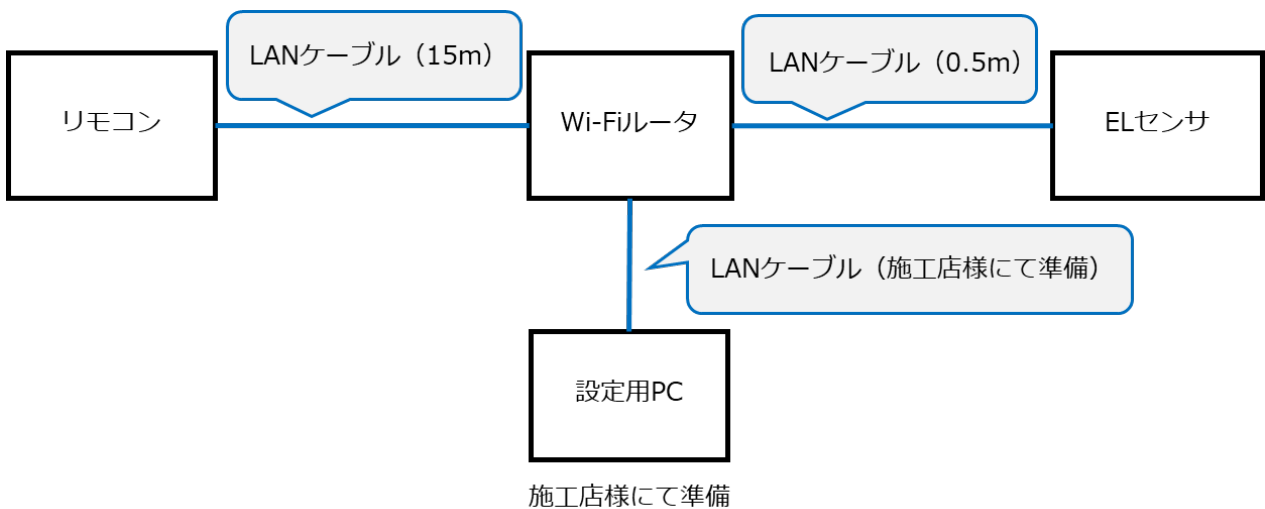 LANケーブル（15m）
LANケーブル（0.5m）
リモコン
Wi-Fiルータ
ELセンサ
LANケーブル（施工店様にて準備）
設定用PC
施工店様にて準備